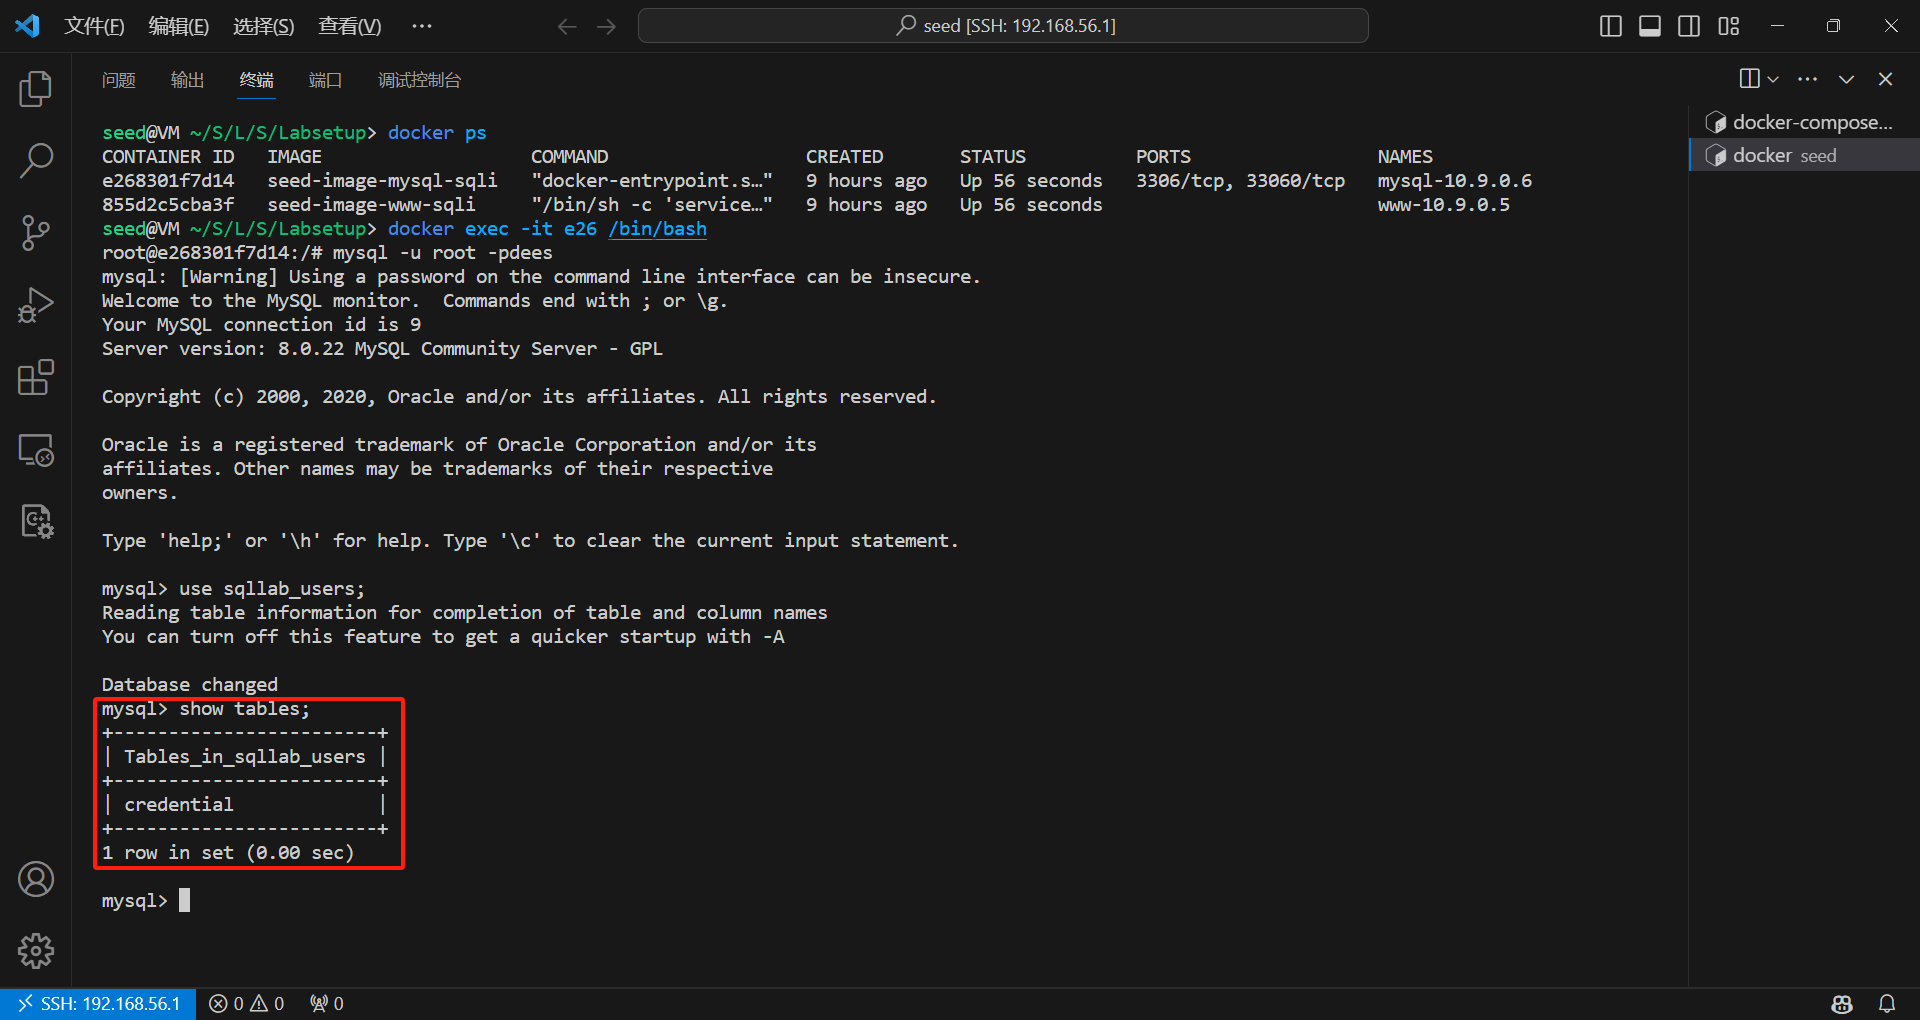 文件(F) 编辑(E) 选择(S) 查看(V) ··· seed [SSH: 192.168.56.1]
问题 输出 终端 端口 调试控制台
docker-compose...
docker seed
seed@VM ~/S/L/S/Labsetup> docker ps
CONTAINER ID   IMAGE                 COMMAND                  CREATED       STATUS          PORTS                 NAMES
e268301f7d14   seed-image-mysql-sqli   "docker-entrypoint.s…"   9 hours ago   Up 56 seconds   3306/tcp, 33060/tcp   mysql-10.9.0.6
855d2c5cba3f   seed-image-www-sqli     "/bin/sh -c 'service…"   9 hours ago   Up 56 seconds                         www-10.9.0.5
seed@VM ~/S/L/S/Labsetup> docker exec -it e26 /bin/bash
root@e268301f7d14:/# mysql -u root -pdees
mysql: [Warning] Using a password on the command line interface can be insecure.
Welcome to the MySQL monitor.  Commands end with ; or \g.
Your MySQL connection id is 9
Server version: 8.0.22 MySQL Community Server - GPL
Copyright (c) 2000, 2020, Oracle and/or its affiliates. All rights reserved.
Oracle is a registered trademark of Oracle Corporation and/or its
affiliates. Other names may be trademarks of their respective
owners.
Type 'help;' or '\h' for help. Type '\c' to clear the current input statement.
mysql> use sqllab_users;
Reading table information for completion of table and column names
You can turn off this feature to get a quicker startup with -A
Database changed
mysql> show tables;
+------------------------+
| Tables_in_sqllab_users |
+------------------------+
| credential             |
+------------------------+
1 row in set (0.00 sec)
mysql>
SSH: 192.168.56.1 0 0 0